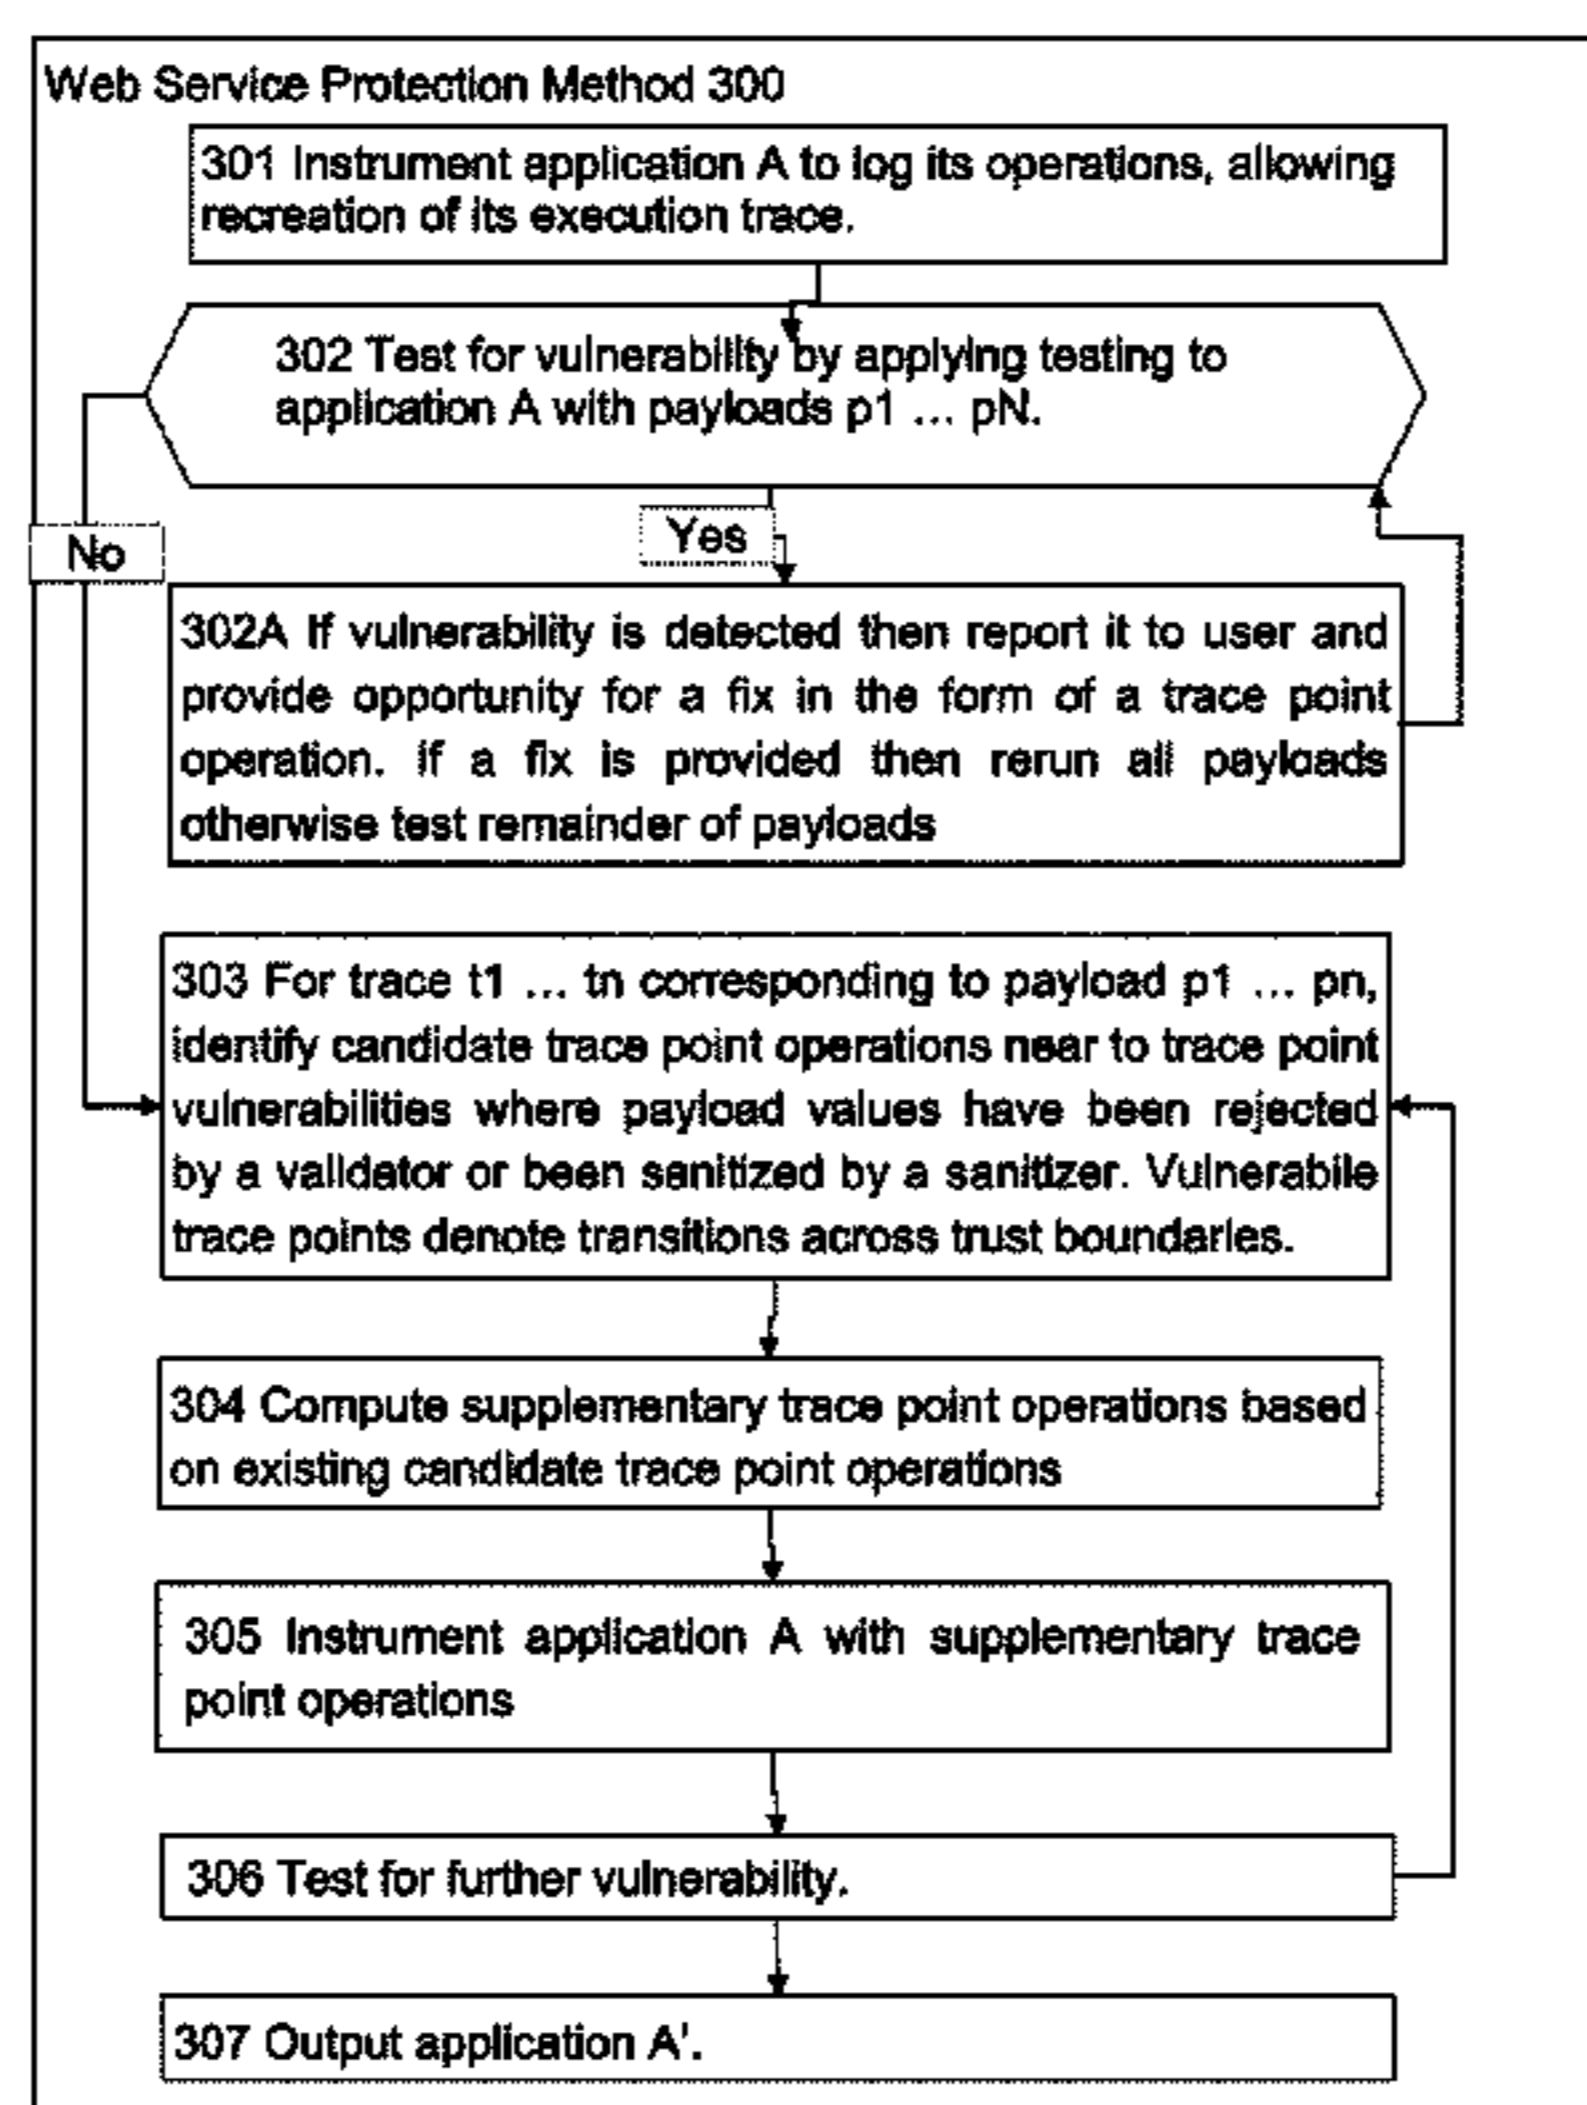 Web Service Protection Method 300
301 Instrument application A to log its operations, allowing
recreation of its execution trace.
302 Test for vulnerability by applying testing to
application A with payloads p1 ... pN.
No
Yes
302A If vulnerability is detected then report it to user and
provide opportunity for a fix in the form of a trace point
operation. If a fix is provided then rerun all payloads
otherwise test remainder of payloads
303 For trace t1 ... tn corresponding to payload p1 ... pn,
identify candidate trace point operations near to trace point
vulnerabilities where payload values have been rejected
by a validator or been sanitized by a sanitizer. Vulnerabile
trace points denote transitions across trust boundaries.
304 Compute supplementary trace point operations based
on existing candidate trace point operations
305 Instrument application A with supplementary trace
point operations
306 Test for further vulnerability.
307 Output application A'.